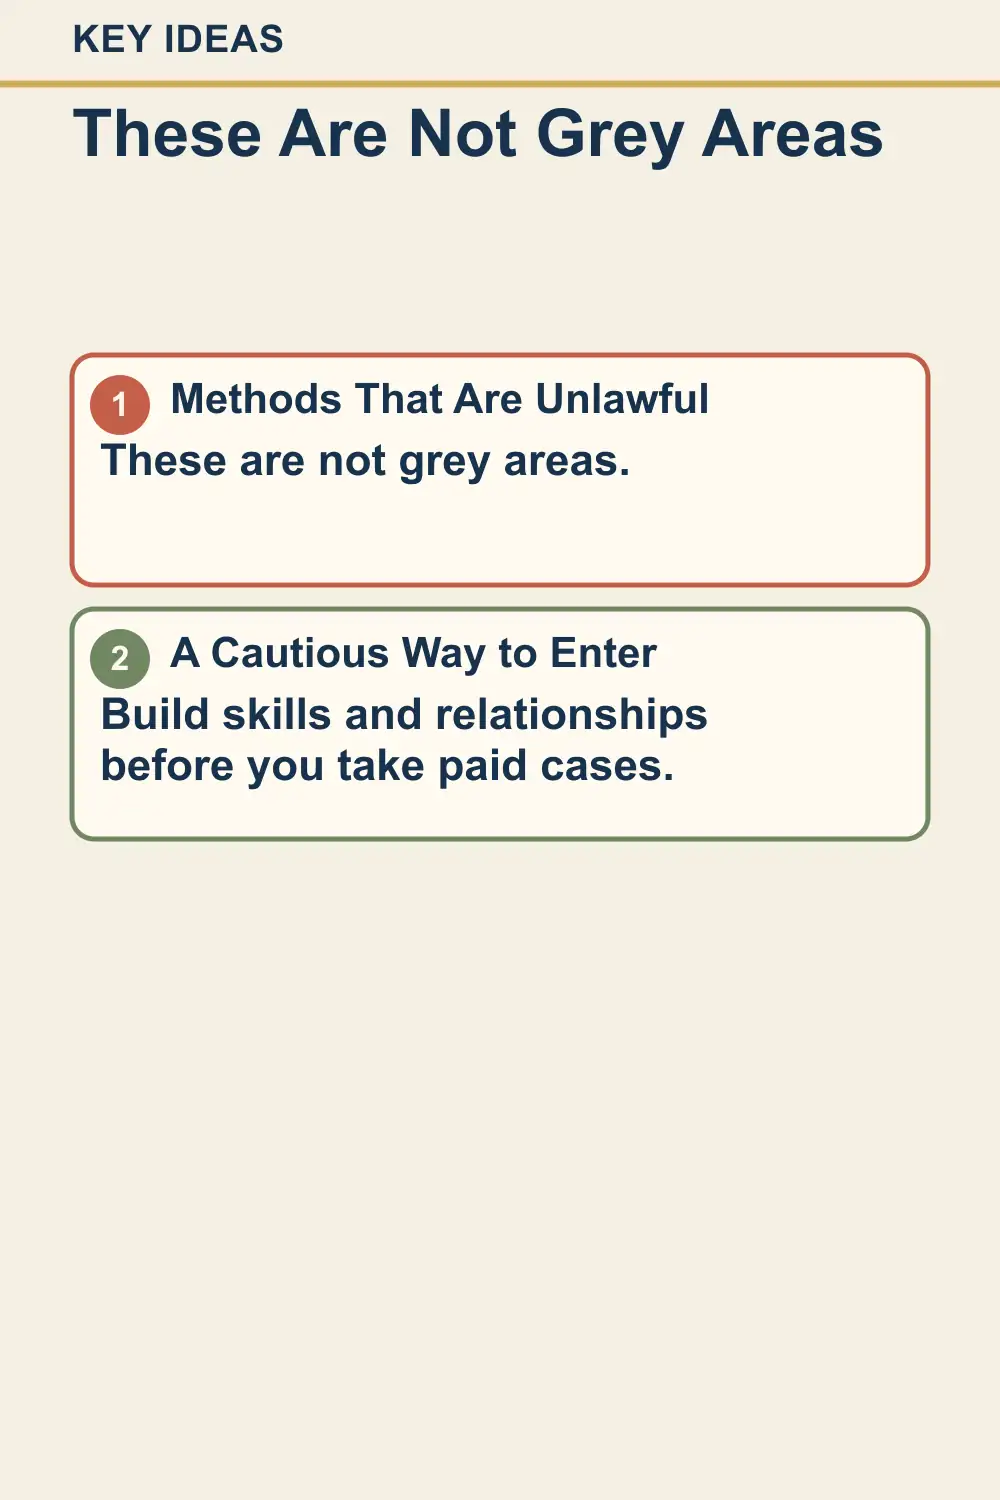 KEY IDEAS
These Are Not Grey Areas
1 Methods That Are Unlawful
These are not grey areas.
2 A Cautious Way to Enter
Build skills and relationships
before you take paid cases.